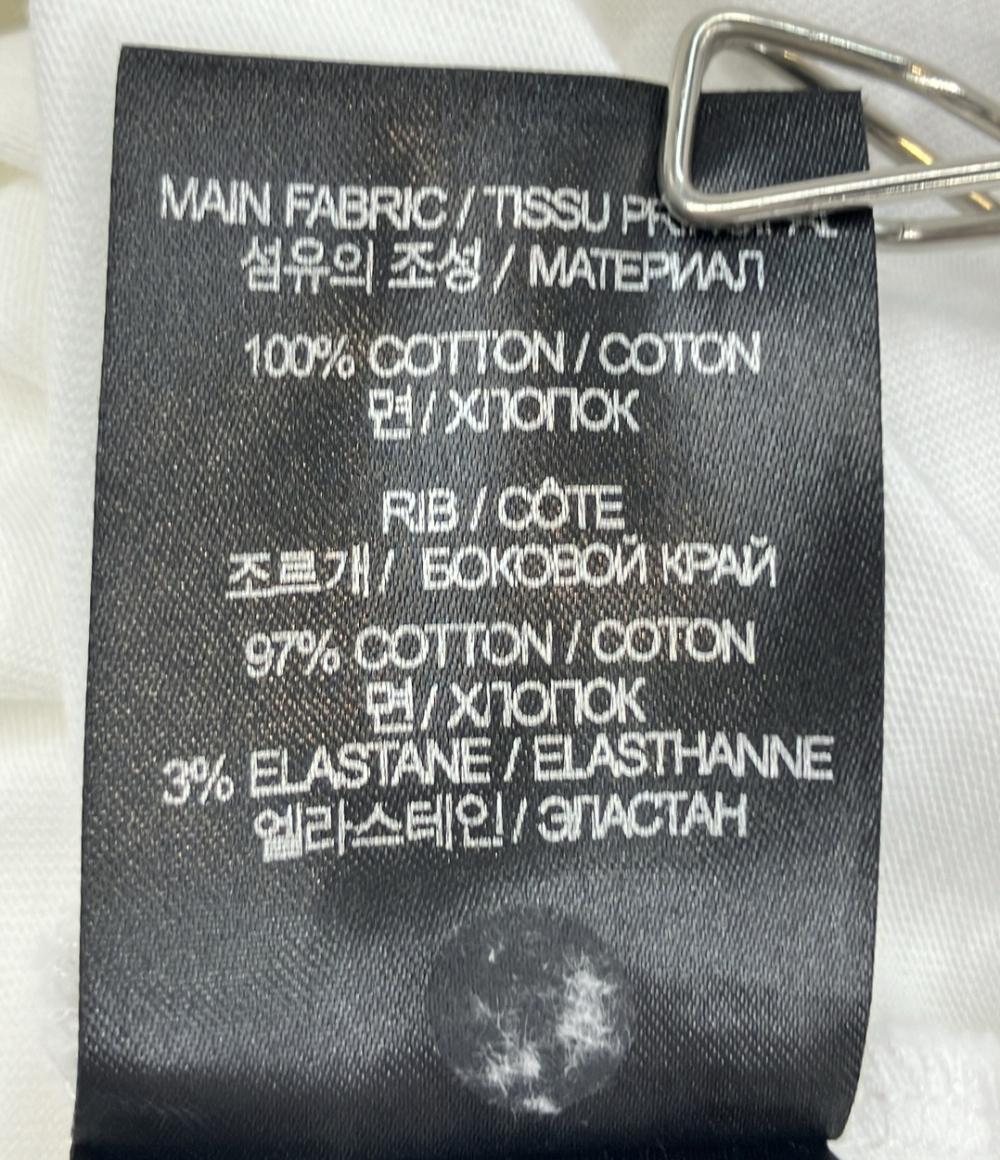 MAIN FABRIC / TISSU
섬유의 조성 / МАТЕРИАЛ
100% COTTON / COTON
면 / ХЛОПОК
RIB / CÔTE
조르개 / БОКОВОЙ КРАЙ
97% COTTON / COTON
면 / ХЛОПОК
3% ELASTANE / ELASTHANNE
엘라스테인 / ЭЛАСТАН